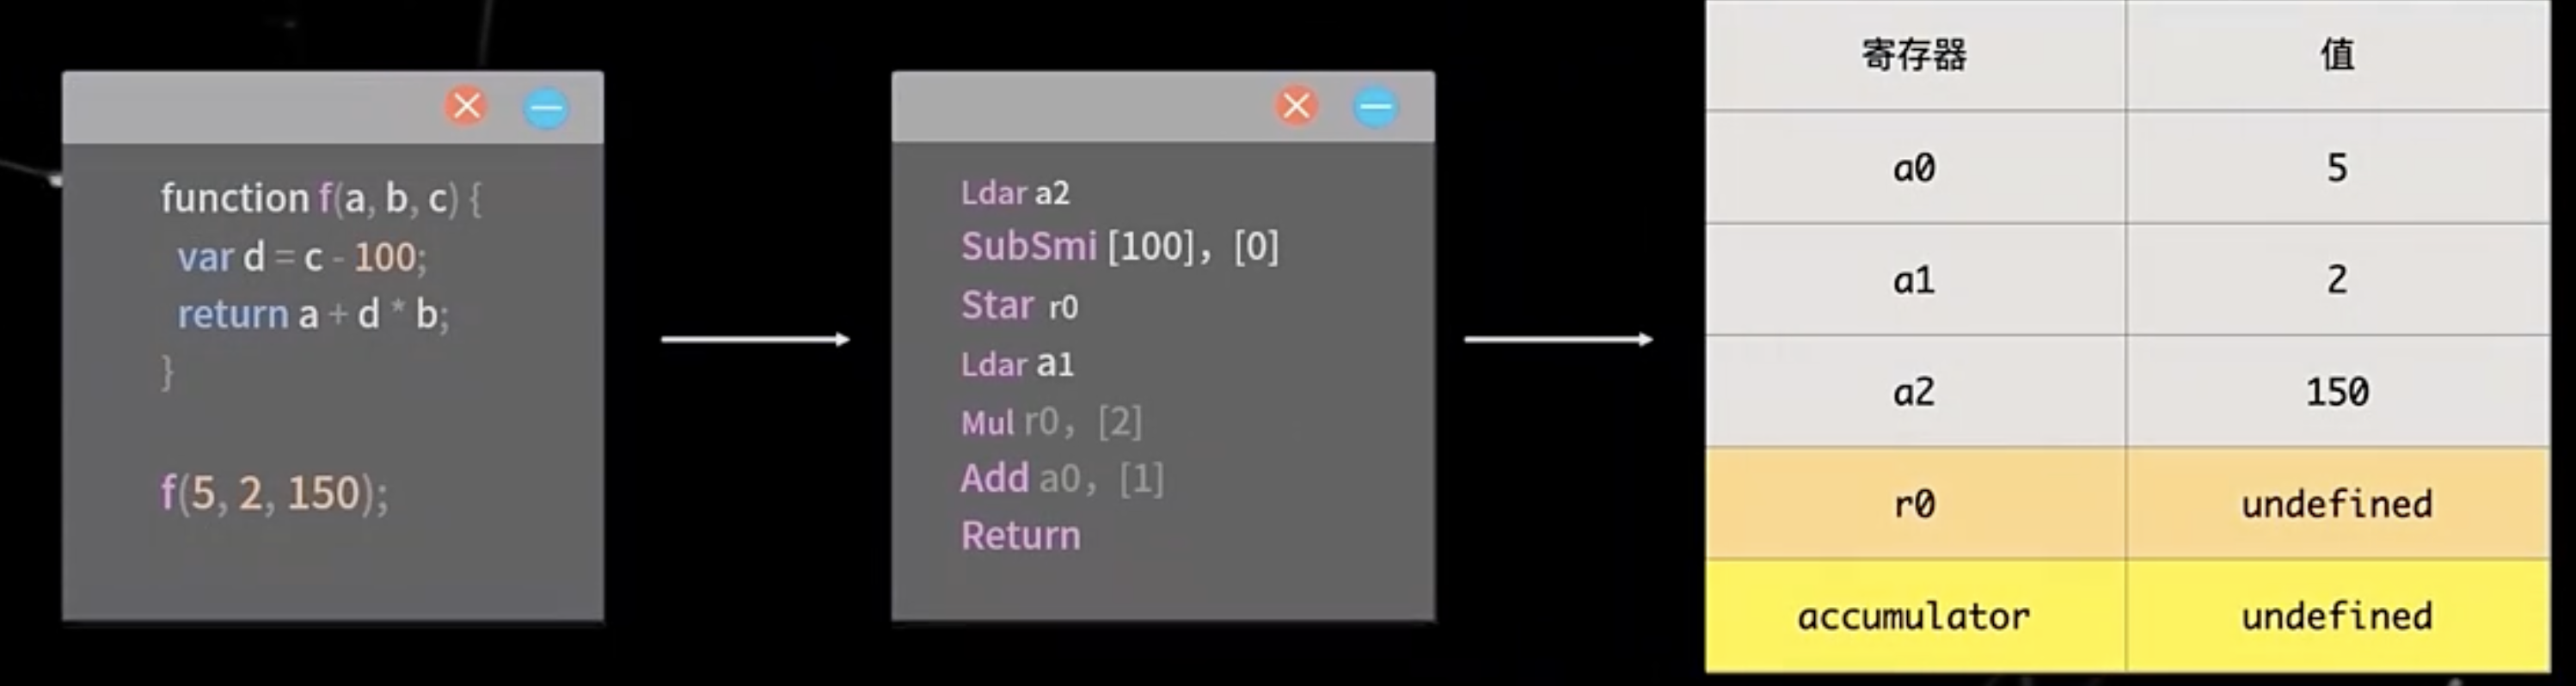 function f(a, b, c) {
var d = c - 100;
return a + d * b;
}
f(5, 2, 150);
Ldar a2
SubSmi [100]，[0]
Star r0
Ldar a1
Mul r0，[2]
Add a0，[1]
Return
寄存器 值
a0 5
a1 2
a2 150
r0 undefined
accumulator undefined